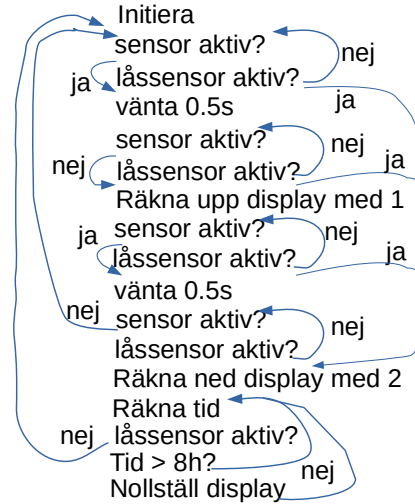 Initiera
sensor aktiv?
nej
låssensor aktiv?
ja
ja
vänta 0.5s
sensor aktiv?
nej
låssensor aktiv?
nej
ja
Räkna upp display med 1
sensor aktiv?
nej
ja
låssensor aktiv?
ja
vänta 0.5s
sensor aktiv?
nej
nej
låssensor aktiv?
Räkna ned display med 2
Räkna tid
låssensor aktiv?
nej
Tid > 8h?
nej
Nollställ display